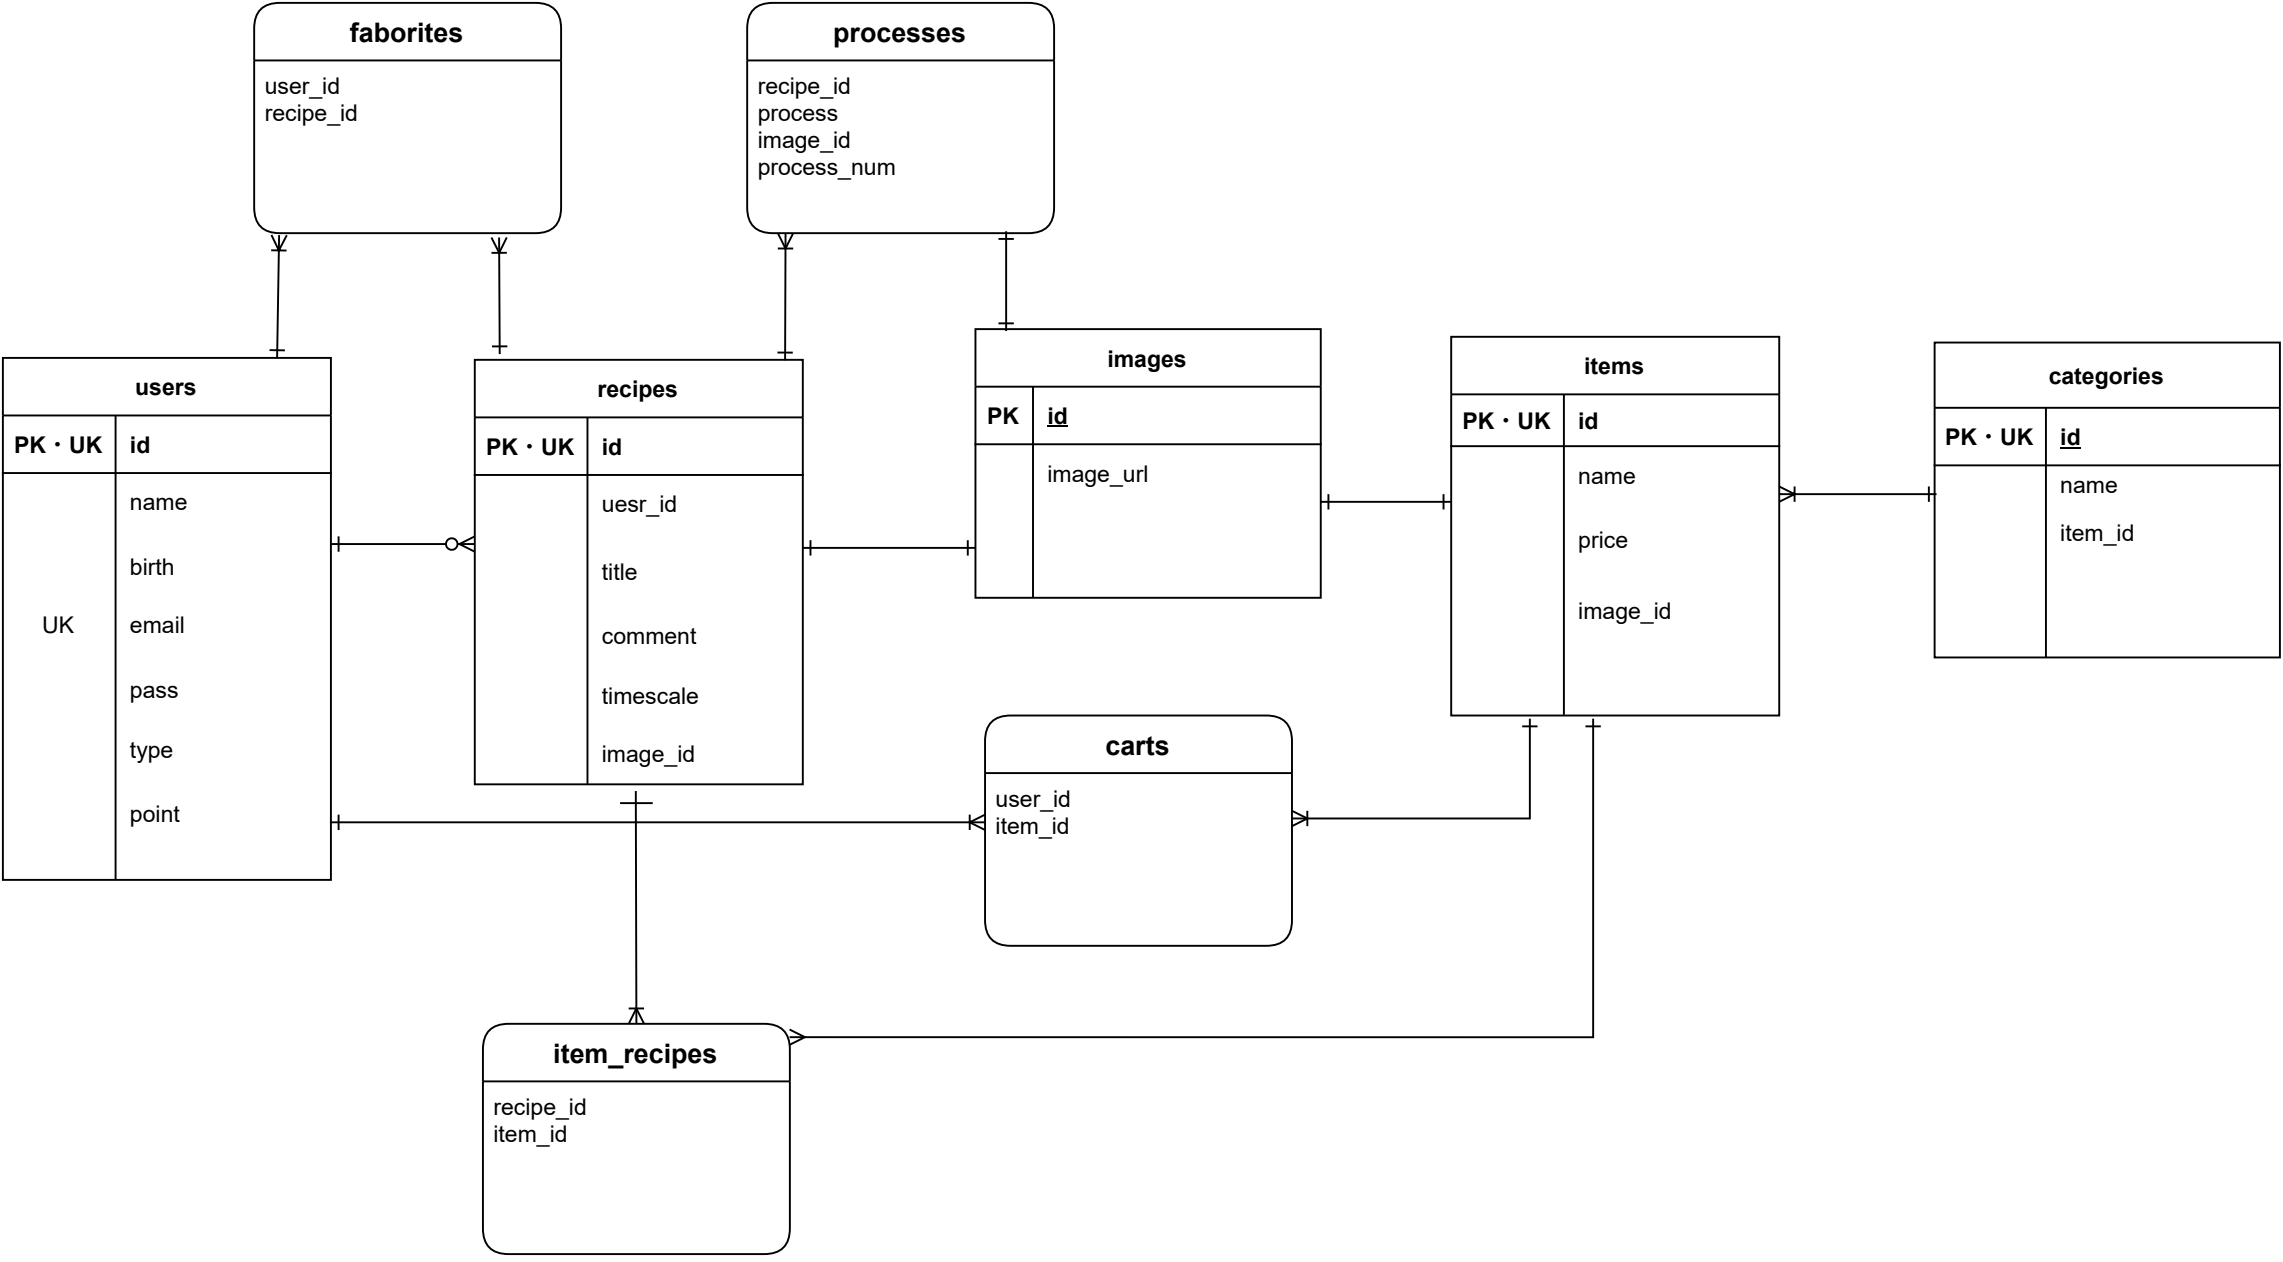 faborites
user_id
recipe_id
processes
recipe_id
process
image_id
process_num
users
PK・UK id
name
birth
UK email
pass
type
point
recipes
PK・UK id
uesr_id
title
comment
timescale
image_id
images
PK id
image_url
items
PK・UK id
name
price
image_id
categories
PK・UK id
name
item_id
carts
user_id
item_id
item_recipes
recipe_id
item_id